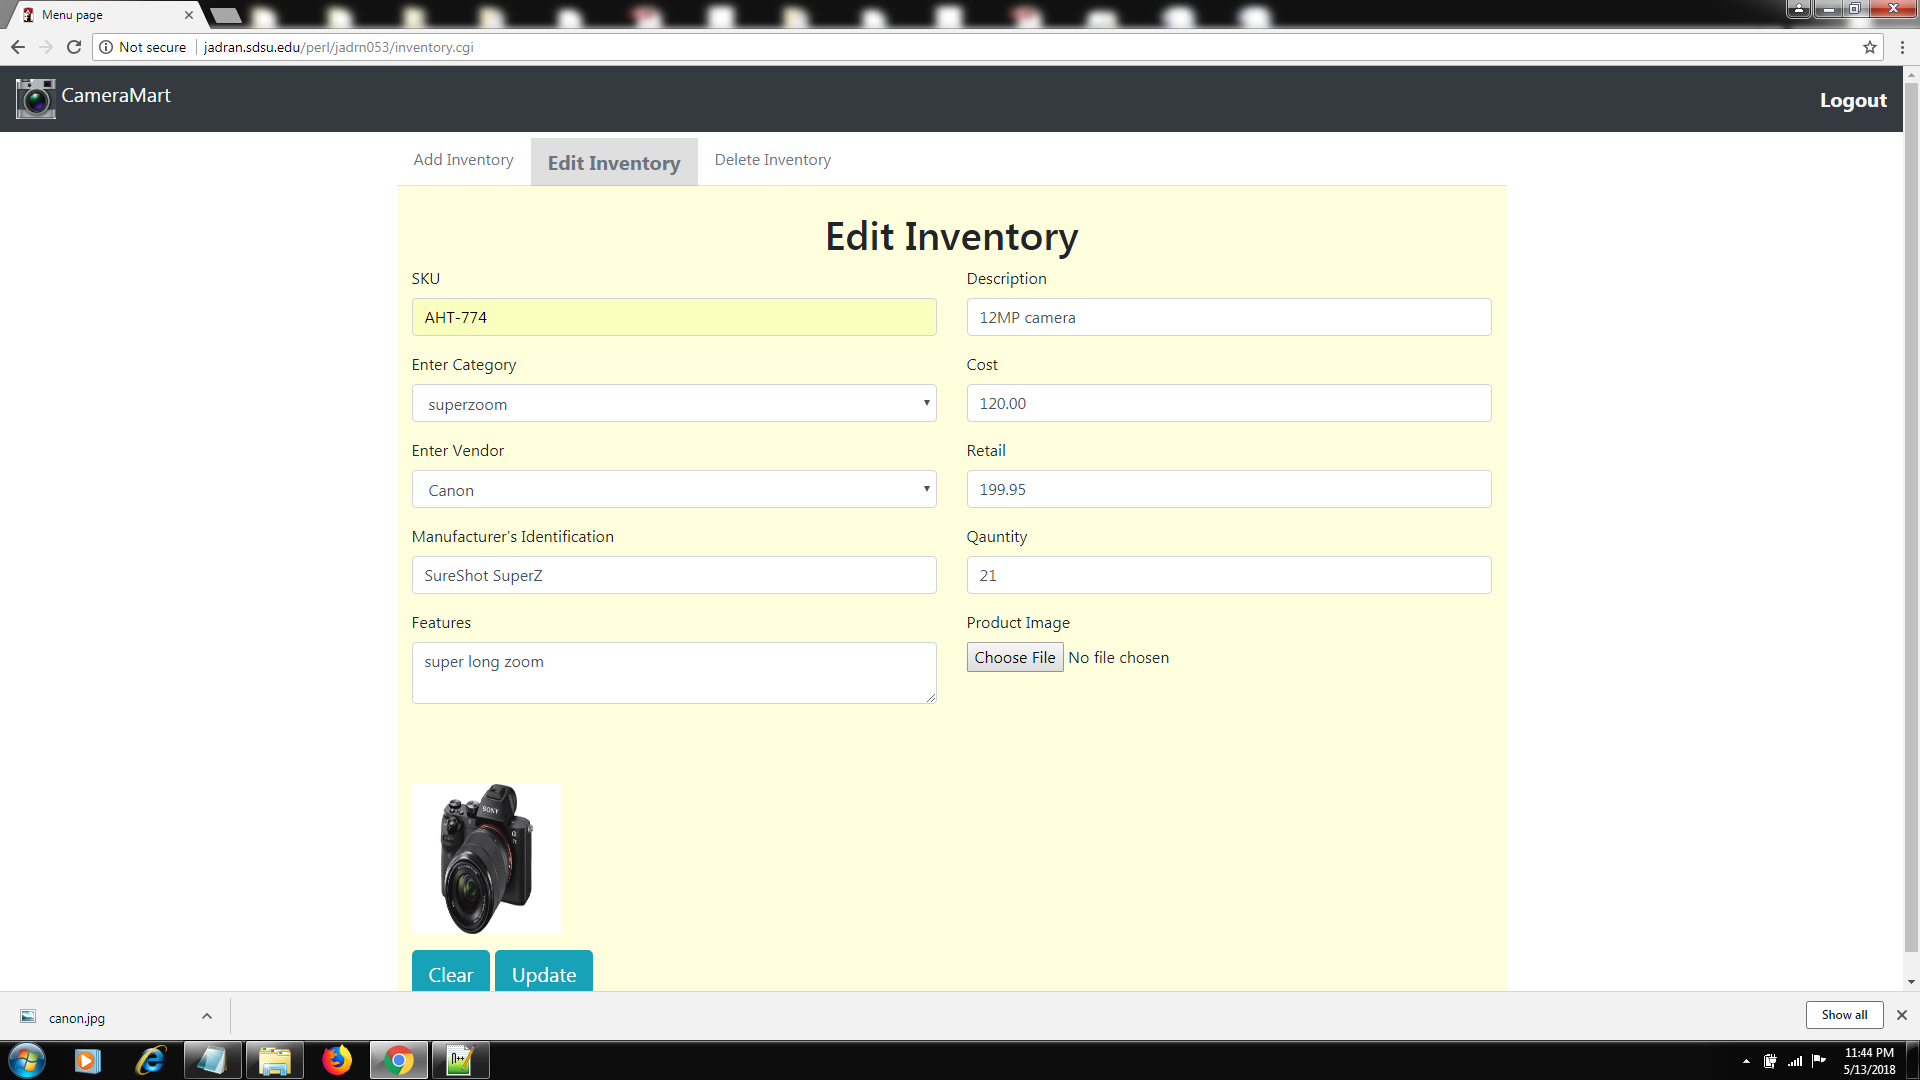 Menu page
Not secure jadran.sdsu.edu/perl/jadrn053/inventory.cgi
CameraMart
Logout
Add Inventory Edit Inventory Delete Inventory
Edit Inventory
SKU Description
AHT-774 12MP camera
Enter Category Cost
superzoom 120.00
Enter Vendor Retail
Canon 199.95
Manufacturer's Identification Qauntity
SureShot SuperZ 21
Features Product Image
super long zoom Choose File No file chosen
SONY
Clear Update
canon.jpg Show all
11:44 PM
5/13/2018